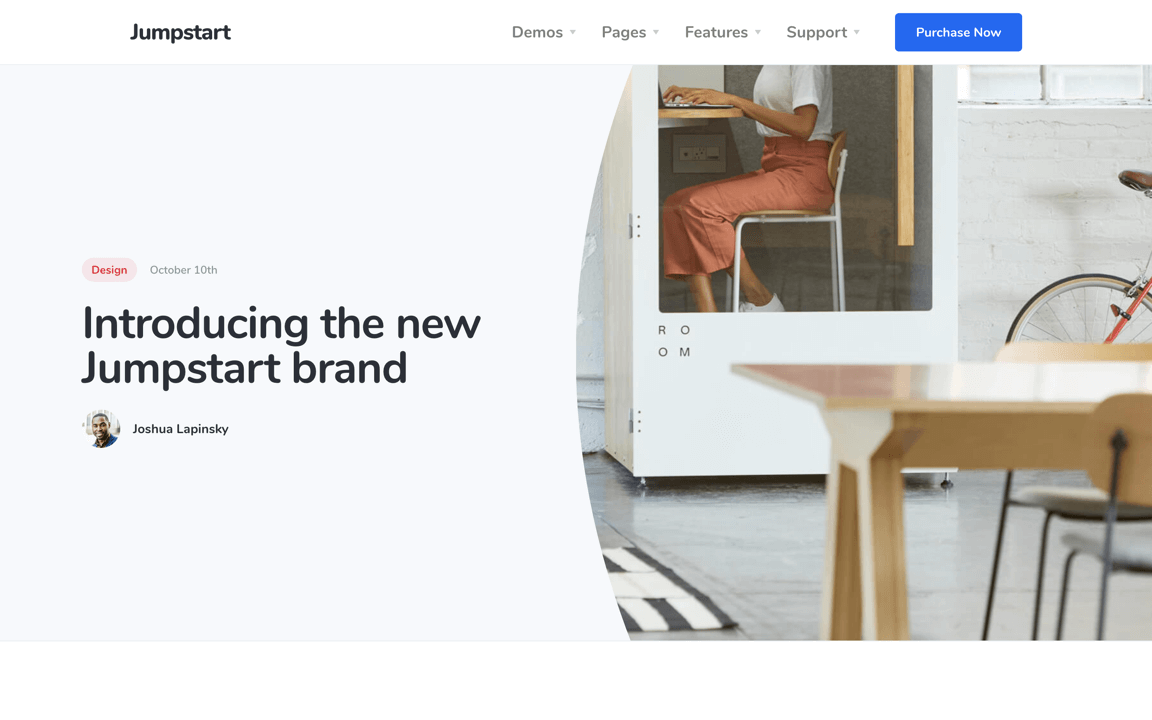 Jumpstart
Demos Pages Features Support Purchase Now
Design October 10th
Introducing the new
Jumpstart brand
Joshua Lapinsky
R O
O M